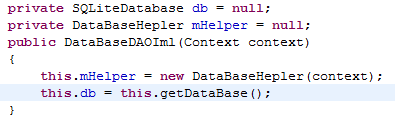 private SQLiteDatabase db = null;
private DataBaseHepler mHelper = null;
public DataBaseDAOIml(Context context)
{
    this.mHelper = new DataBaseHepler(context);
    this.db = this.getDataBase();
}